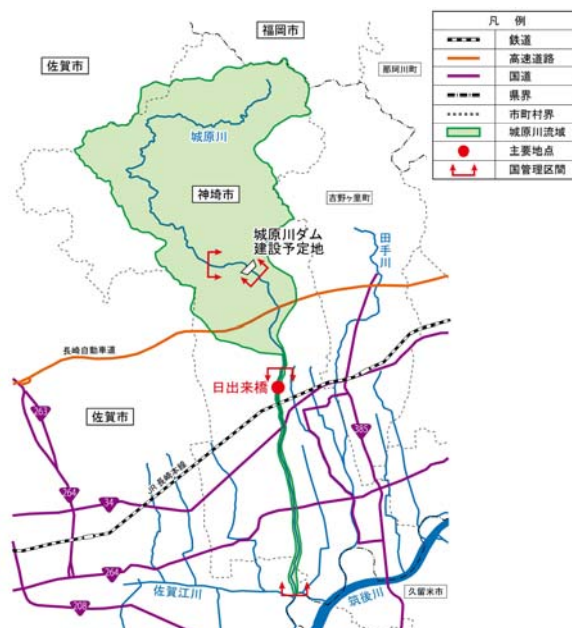 凡 例
鉄道
高速道路
国道
県界
市町村界
城原川流域
主要地点
国管理区間
福岡市
佐賀市
那珂川町
城原川
神埼市
吉野ヶ里町
城原川ダム
建設予定地
田手川
長崎自動車道
日出来橋
佐賀市
263
385
JR 長崎本線
264
34
264
佐賀江川
筑後川
久留米市
208